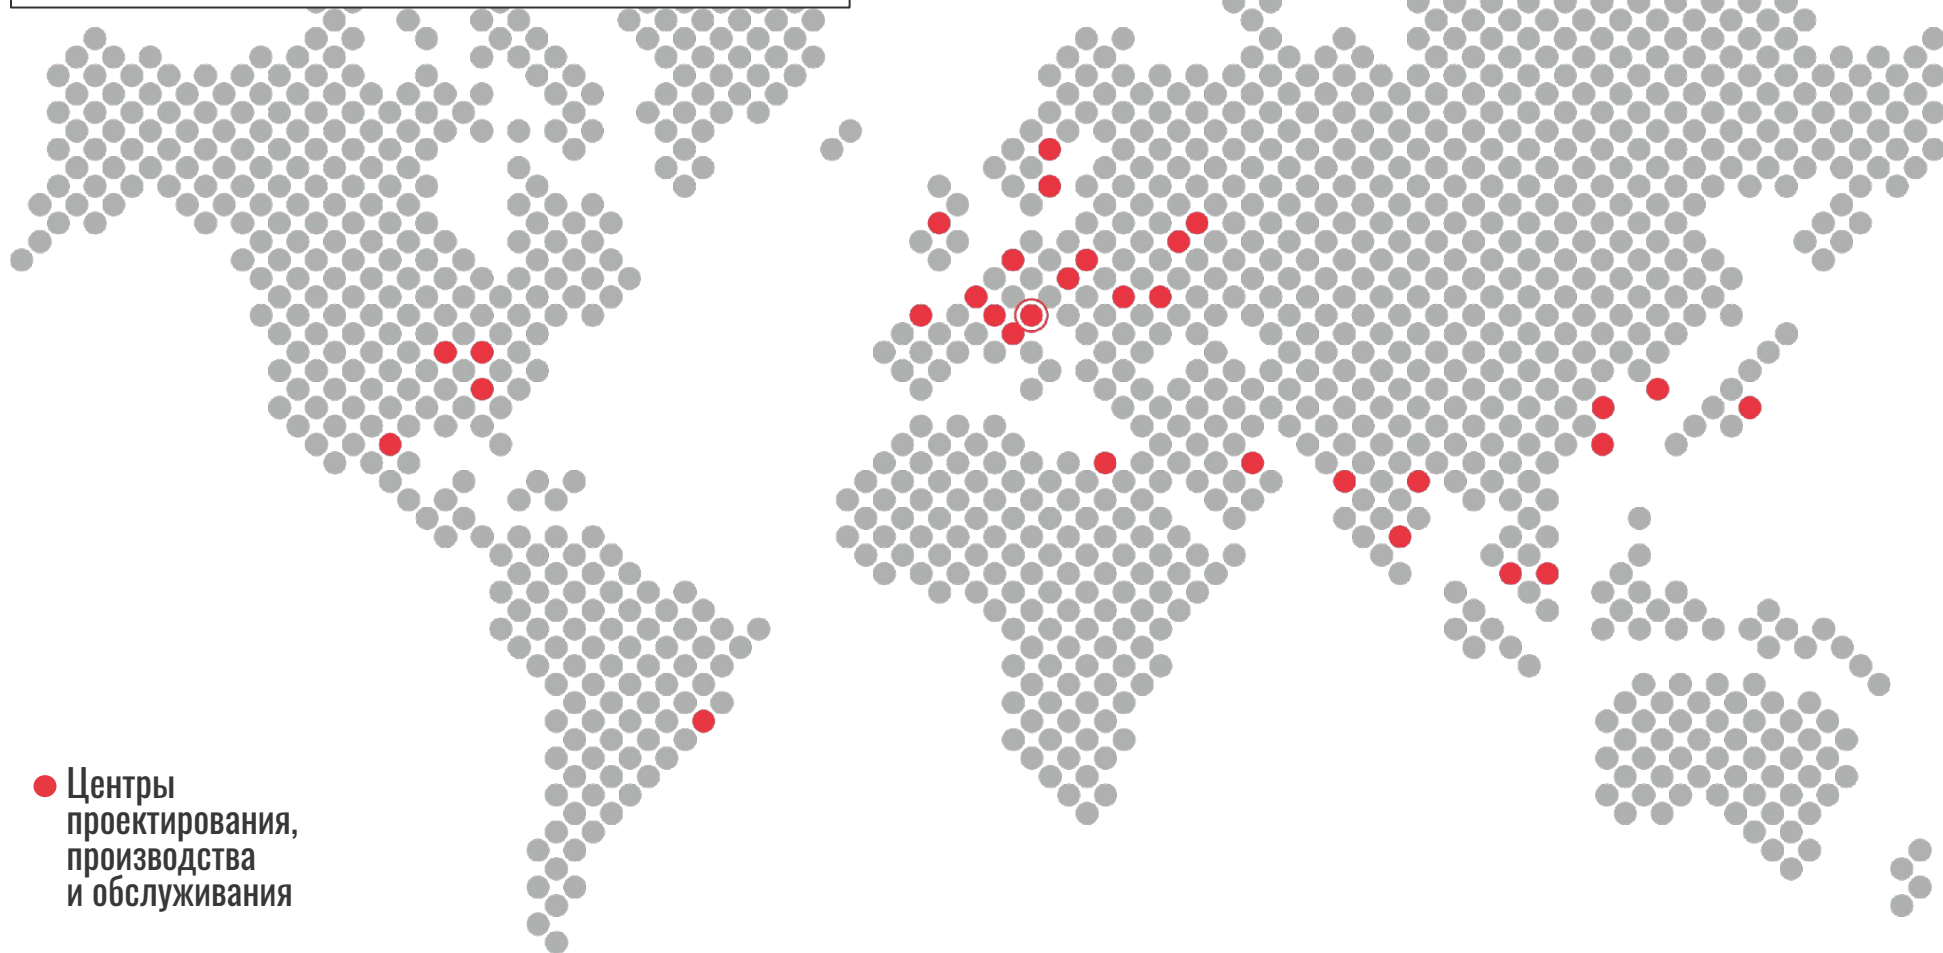 Центры
проектирования,
производства
и обслуживания